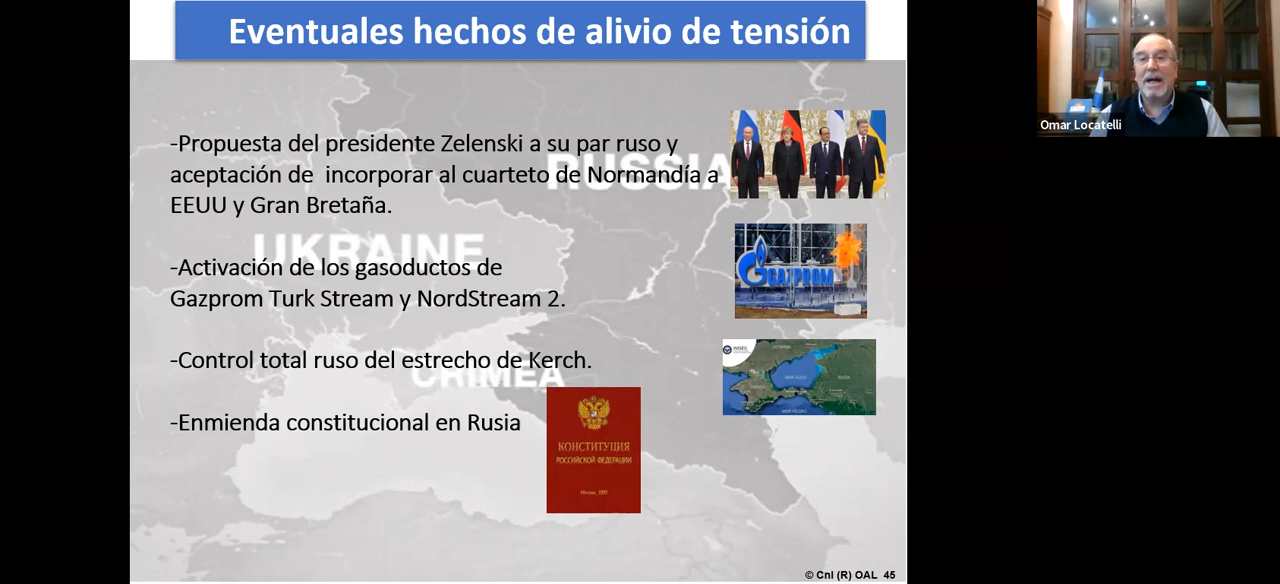 Eventuales hechos de alivio de tensión
-Propuesta del presidente Zelenski a su par ruso y
aceptación de  incorporar al cuarteto de Normandía a
EEUU y Gran Bretaña.
RUSSIA
UKRAINE
-Activación de los gasoductos de
Gazprom Turk Stream y NordStream 2.
GAZPROM
-Control total ruso del estrecho de Kerch.
CRIMEA
-Enmienda constitucional en Rusia
КОНСТИТУЦИЯ
РОССИЙСКОЙ ФЕДЕРАЦИИ
Москва, 1993
© Cnl (R) OAL 45
Omar Locatelli